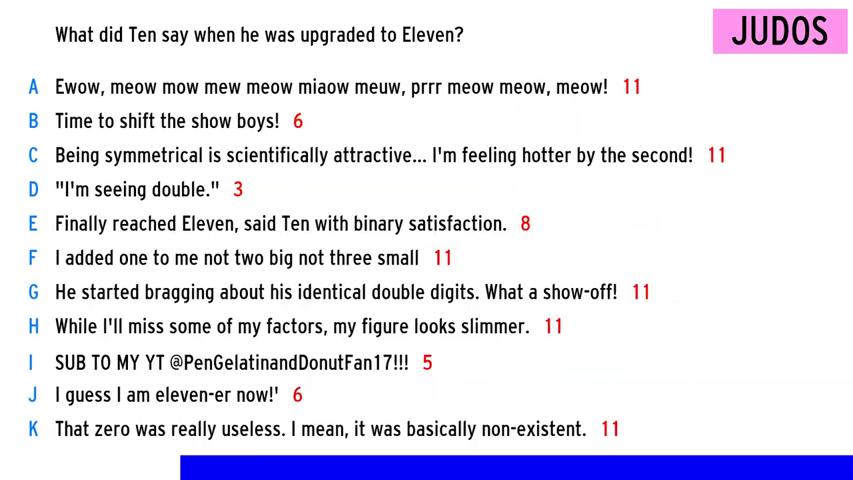 What did Ten say when he was upgraded to Eleven?
JUDOS
A Ewow, meow mow mew meow miaow meuw, prrr meow meow, meow! 11
B Time to shift the show boys! 6
C Being symmetrical is scientifically attractive... I'm feeling hotter by the second! 11
D "I'm seeing double." 3
E Finally reached Eleven, said Ten with binary satisfaction. 8
F I added one to me not two big not three small 11
G He started bragging about his identical double digits. What a show-off! 11
H While I'll miss some of my factors, my figure looks slimmer. 11
I SUB TO MY YT @PenGelatinandDonutFan17!!! 5
J I guess I am eleven-er now!' 6
K That zero was really useless. I mean, it was basically non-existent. 11